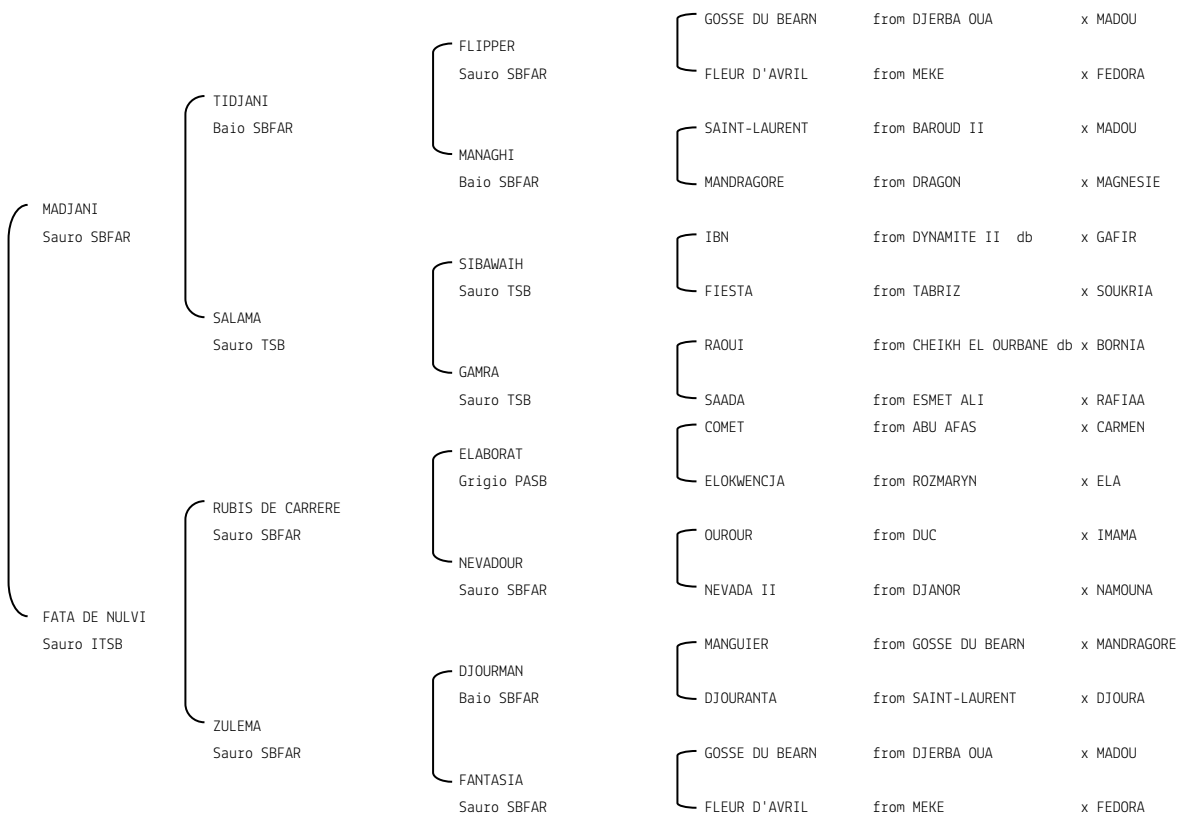 GOSSE DU BEARN from DJERBA OUA x MADOU
FLIPPER
Sauro SBFAR FLEUR D'AVRIL from MEKE x FEDORA
TIDJANI
Baio SBFAR SAINT-LAURENT from BAROUD II x MADOU
MANAGHI
Baio SBFAR MANDRAGORE from DRAGON x MAGNESIE
MADJANI
Sauro SBFAR IBN from DYNAMITE II db x GAFIR
SIBAWAIH
Sauro TSB FIESTA from TABRIZ x SOUKRIA
SALAMA
Sauro TSB RAOUI from CHEIKH EL OURBANE db x BORNIA
GAMRA
Sauro TSB SAADA from ESMET ALI x RAFIAA
COMET from ABU AFAS x CARMEN
ELABORAT
Grigio PASB ELOKWENCJA from ROZMARYN x ELA
RUBIS DE CARRERE
Sauro SBFAR OUROUR from DUC x IMAMA
NEVADOUR
Sauro SBFAR NEVADA II from DJANOR x NAMOUNA
FATA DE NULVI
Sauro ITSB MANGUIER from GOSSE DU BEARN x MANDRAGORE
DJOURMAN
Baio SBFAR DJOURANTA from SAINT-LAURENT x DJOURA
ZULEMA
Sauro SBFAR GOSSE DU BEARN from DJERBA OUA x MADOU
FANTASIA
Sauro SBFAR FLEUR D'AVRIL from MEKE x FEDORA